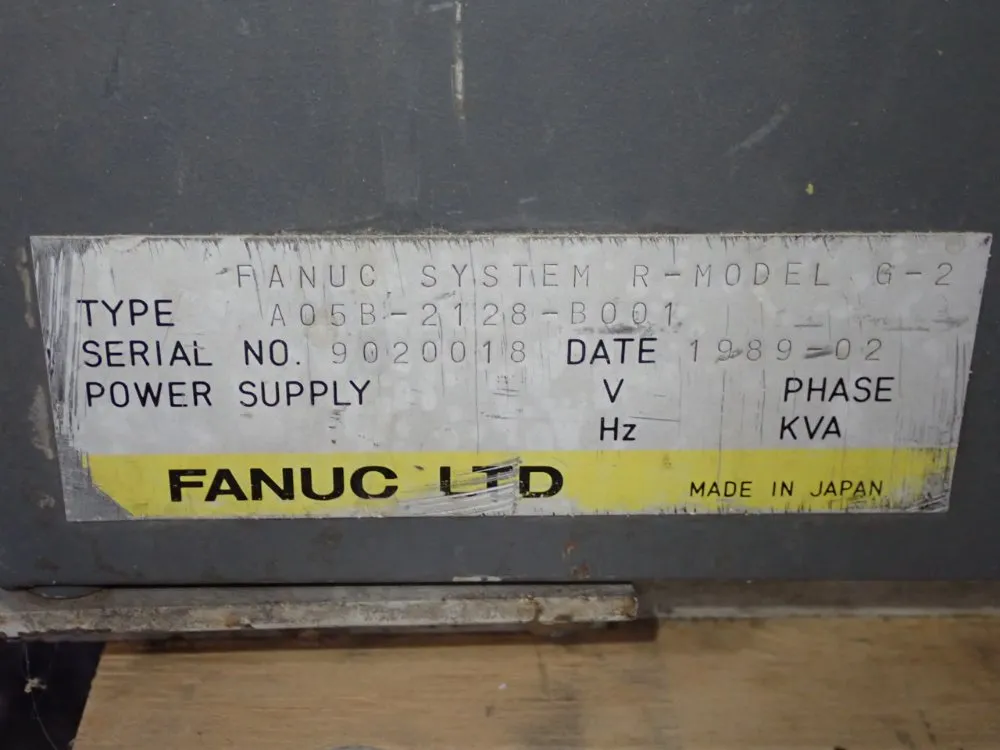 FANUC SYSTEM R-MODEL G-2
TYPE A05B-2128-B001
SERIAL NO. 9020018 DATE 1989-02
POWER SUPPLY V PHASE
Hz KVA
FANUC LTD MADE IN JAPAN